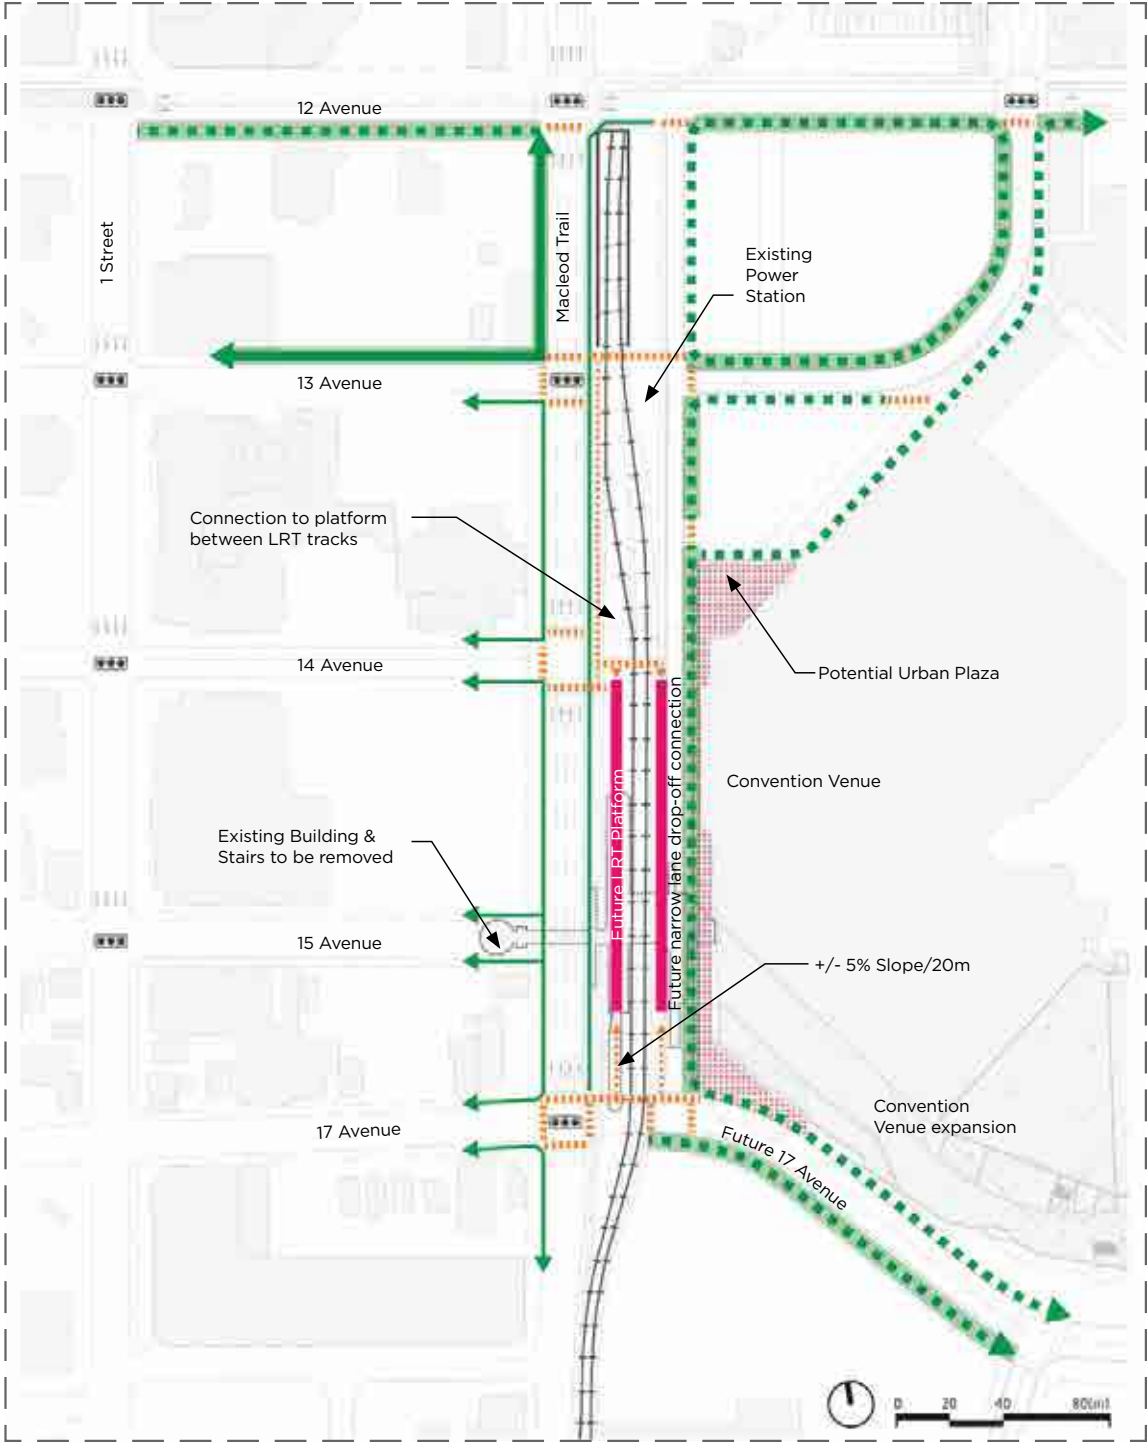 12 Avenue
1 Street
Macleod Trail
Existing
Power
Station
13 Avenue
Connection to platform
between LRT tracks
14 Avenue
Potential Urban Plaza
Future LRT Platform
Future narrow lane drop-off connection
Convention Venue
Existing Building &
Stairs to be removed
15 Avenue
+/- 5% Slope/20m
Convention
Venue expansion
17 Avenue
Future 17 Avenue
0 20 40 80(m)